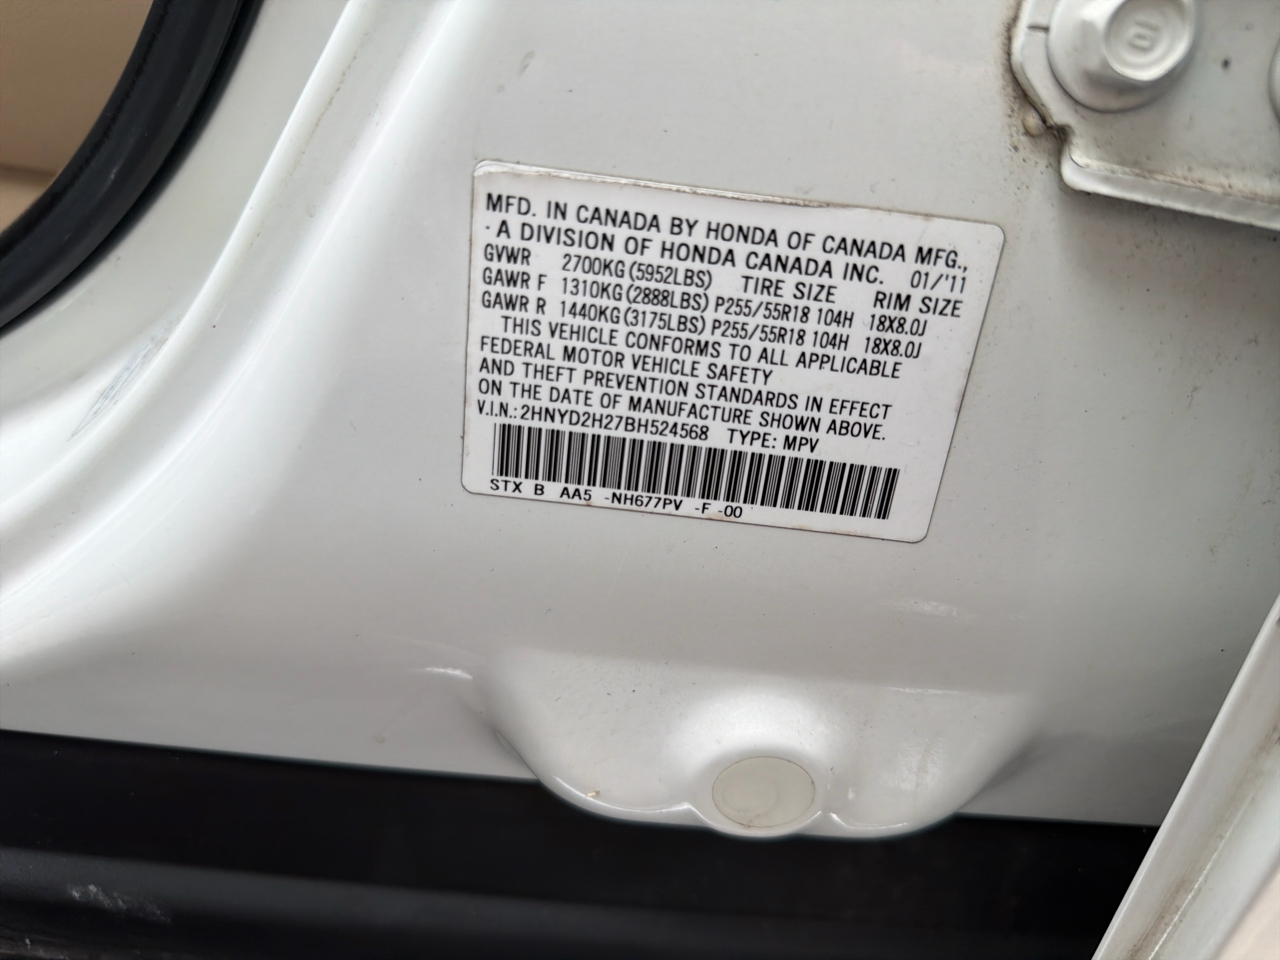 MFD. IN CANADA BY HONDA OF CANADA MFG.,
· A DIVISION OF HONDA CANADA INC. 01/'11
GVWR 2700KG(5952LBS) TIRE SIZE RIM SIZE
GAWR F 1310KG(2888LBS) P255/55R18 104H 18X8.0J
GAWR R 1440KG(3175LBS) P255/55R18 104H 18X8.0J
THIS VEHICLE CONFORMS TO ALL APPLICABLE
FEDERAL MOTOR VEHICLE SAFETY
AND THEFT PREVENTION STANDARDS IN EFFECT
ON THE DATE OF MANUFACTURE SHOWN ABOVE.
V.I.N.: 2HNYD2H27BH524568 TYPE: MPV
STX B AA5 -NH677PV -F -00